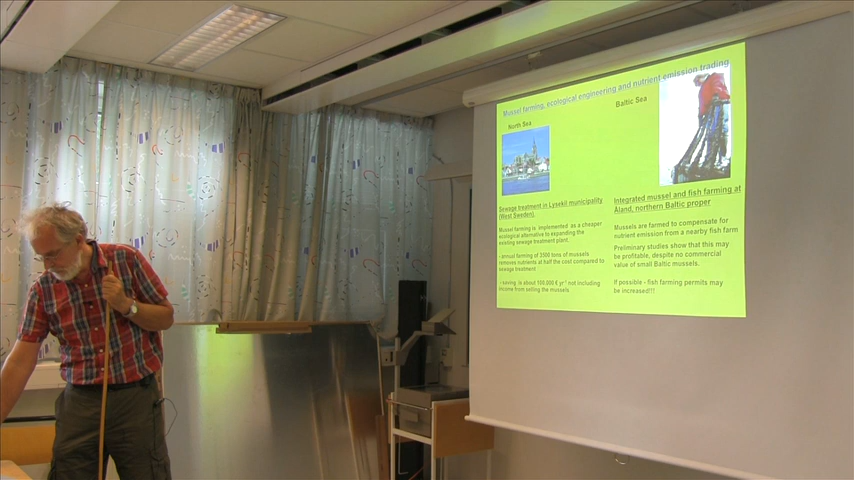 Mussel farming, ecological engineering and nutrient emission trading
North Sea
Baltic Sea
Sewage treatment in Lysekil municipality
(West Sweden).
Mussel farming is implemented as a cheaper
ecological alternative to expanding the
existing sewage treatment plant.
- annual farming of 3500 tons of mussels
removes nutrients at half the cost compared to
sewage treatment
- saving is about 100.000 € yr⁻¹ not including
income from selling the mussels
Integrated mussel and fish farming at
Åland, northern Baltic proper
Mussels are farmed to compensate for
nutrient emission from a nearby fish farm
Preliminary studies show that this may
be profitable, despite no commercial
value of small Baltic mussels.
If possible - fish farming permits may
be increased!!!